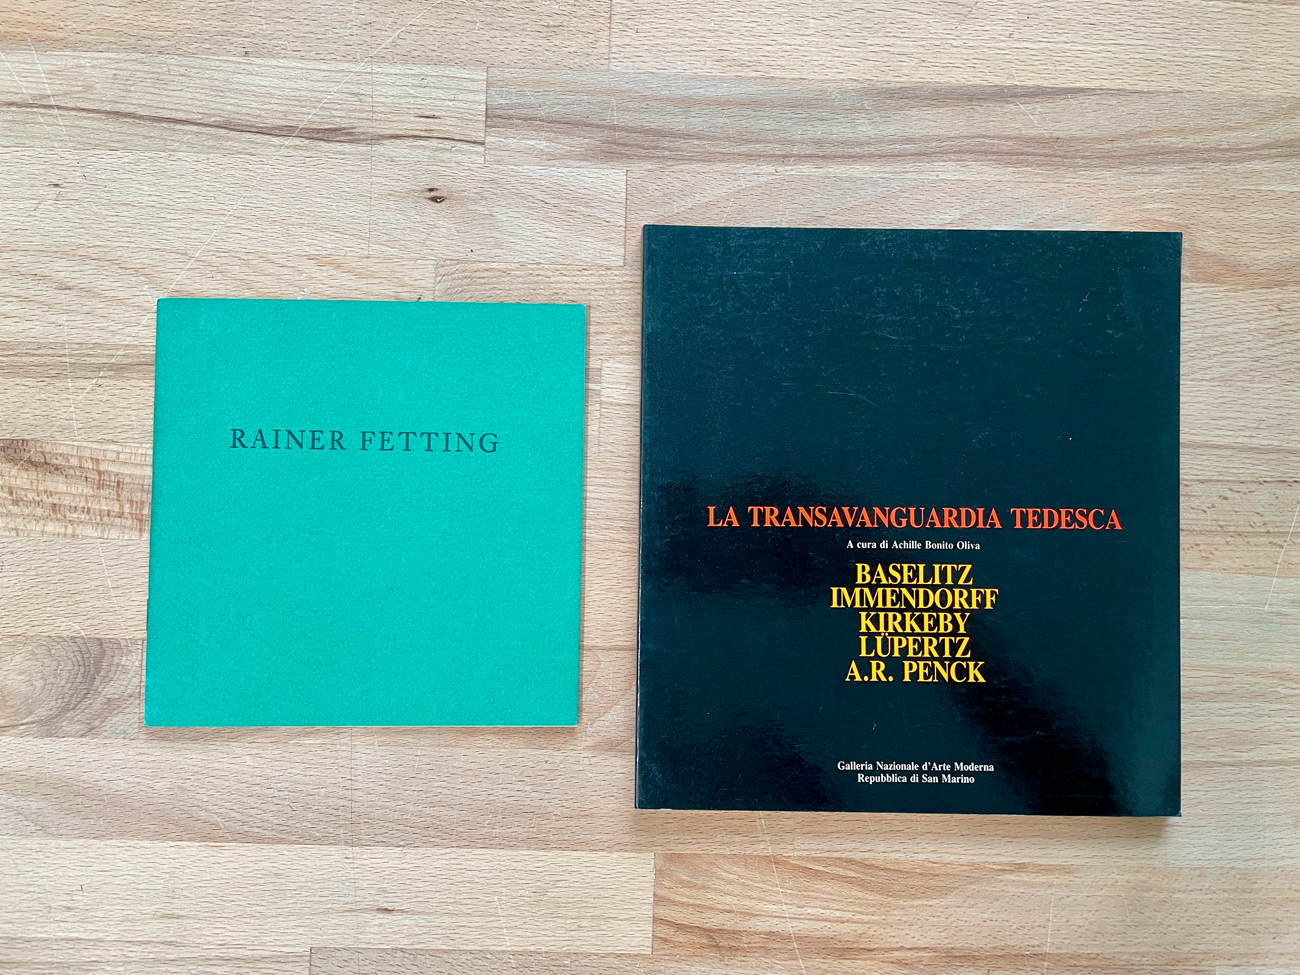 RAINER FETTING
LA TRANSAVANGUARDIA TEDESCA
A cura di Achille Bonito Oliva
BASELITZ
IMMENDORFF
KIRKEBY
LÜPERTZ
A.R. PENCK
Galleria Nazionale d'Arte Moderna
Repubblica di San Marino